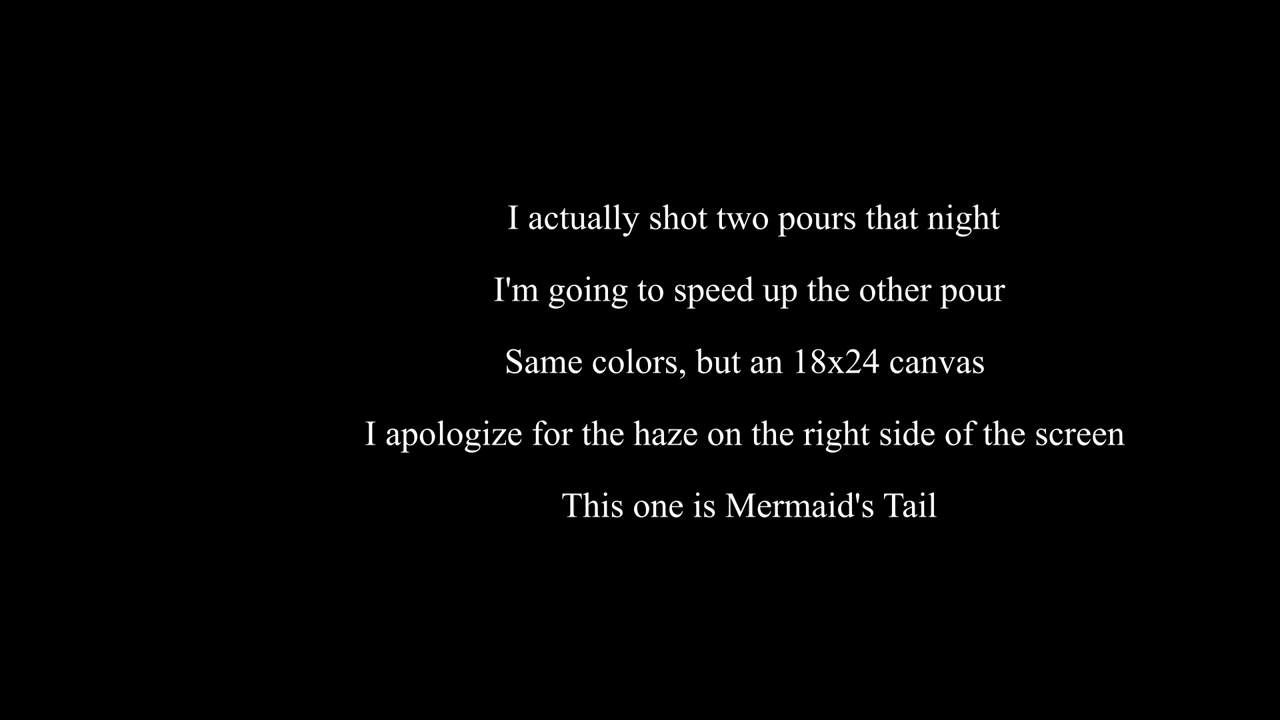 I actually shot two pours that night
I'm going to speed up the other pour
Same colors, but an 18x24 canvas
I apologize for the haze on the right side of the screen
This one is Mermaid's Tail